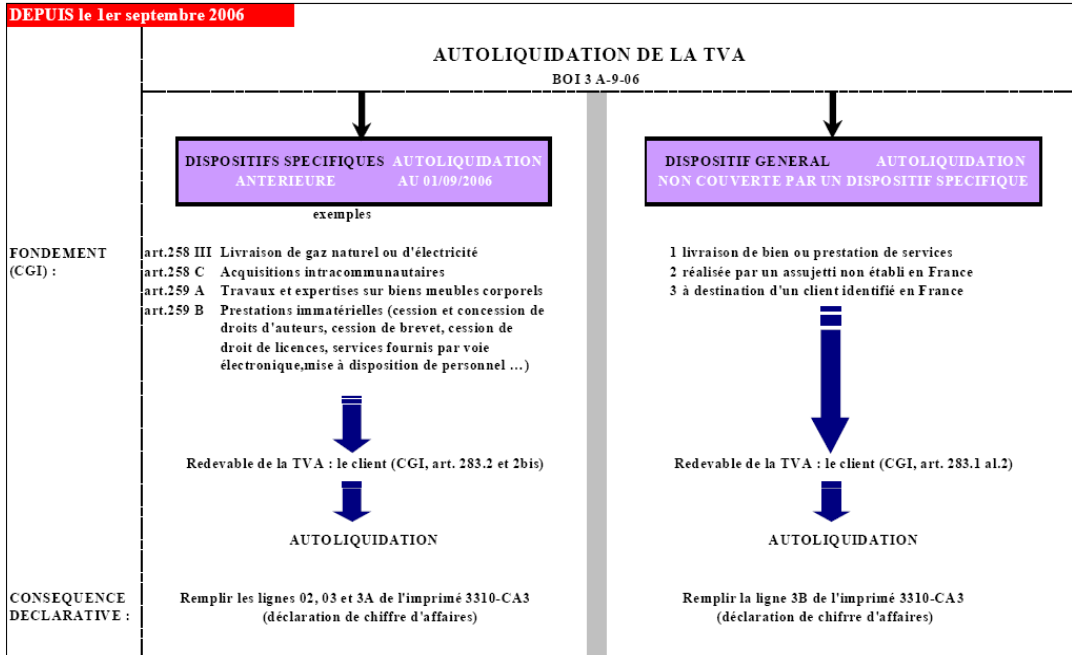 DEPUIS le 1er septembre 2006
AUTOLIQUIDATION DE LA TVA
BOI 3 A-9-06
DISPOSITIFS SPECIFIQUES AUTOLIQUIDATION
ANTERIEURE AU 01/09/2006
exemples
DISPOSITIF GENERAL AUTOLIQUIDATION
NON COUVERTE PAR UN DISPOSITIF SPECIFIQUE
FONDEMENT
(CGI) :
art.258 III Livraison de gaz naturel ou d'électricité
art.258 C Acquisitions intracommunautaires
art.259 A Travaux et expertises sur biens meubles corporels
art.259 B Prestations immatérielles (cession et concession de
droits d'auteurs, cession de brevet, cession de
droit de licences, services fournis par voie
électronique,mise à disposition de personnel ...)
1 livraison de bien ou prestation de services
2 réalisée par un assujetti non établi en France
3 à destination d'un client identifié en France
Redevable de la TVA : le client (CGI, art. 283.2 et 2bis)
Redevable de la TVA : le client (CGI, art. 283.1 al.2)
AUTOLIQUIDATION
AUTOLIQUIDATION
CONSEQUENCE
DECLARATIVE :
Remplir les lignes 02, 03 et 3A de l'imprimé 3310-CA3
(déclaration de chiffre d'affaires)
Remplir la ligne 3B de l'imprimé 3310-CA3
(déclaration de chiffre d'affaires)